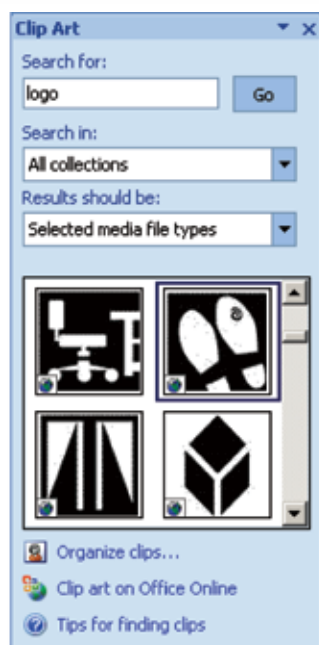 Clip Art
Search for:
logo
Go
Search in:
All collections
Results should be:
Selected media file types
Organize clips...
Clip art on Office Online
Tips for finding clips